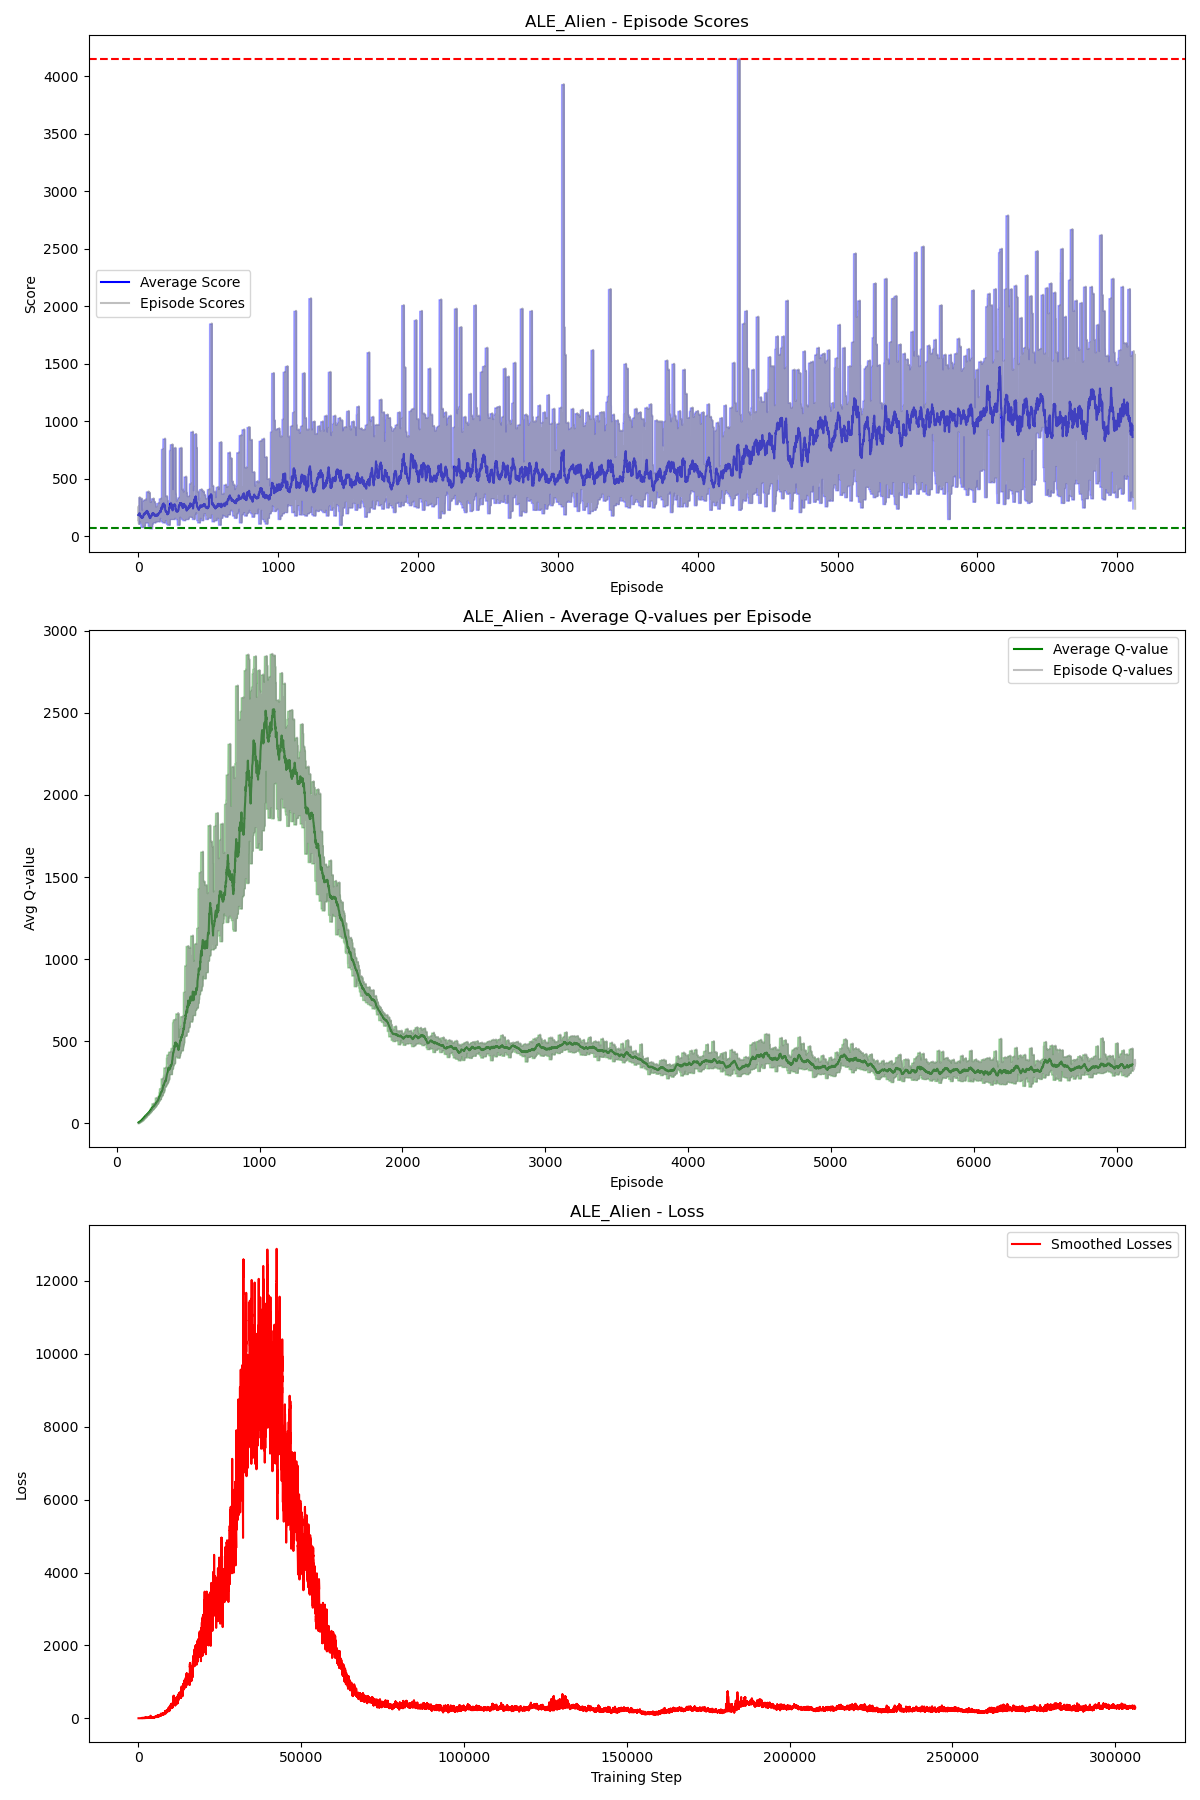 ALE_Alien - Episode Scores
4000
3500
3000
2500
2000
1500
1000
500
0
Score
Average Score
Episode Scores
0 1000 2000 3000 4000 5000 6000 7000
Episode
ALE_Alien - Average Q-values per Episode
3000
2500
2000
1500
1000
500
0
Avg Q-value
Average Q-value
Episode Q-values
0 1000 2000 3000 4000 5000 6000 7000
Episode
ALE_Alien - Loss
12000
10000
8000
6000
4000
2000
0
Loss
Smoothed Losses
0 50000 100000 150000 200000 250000 300000
Training Step